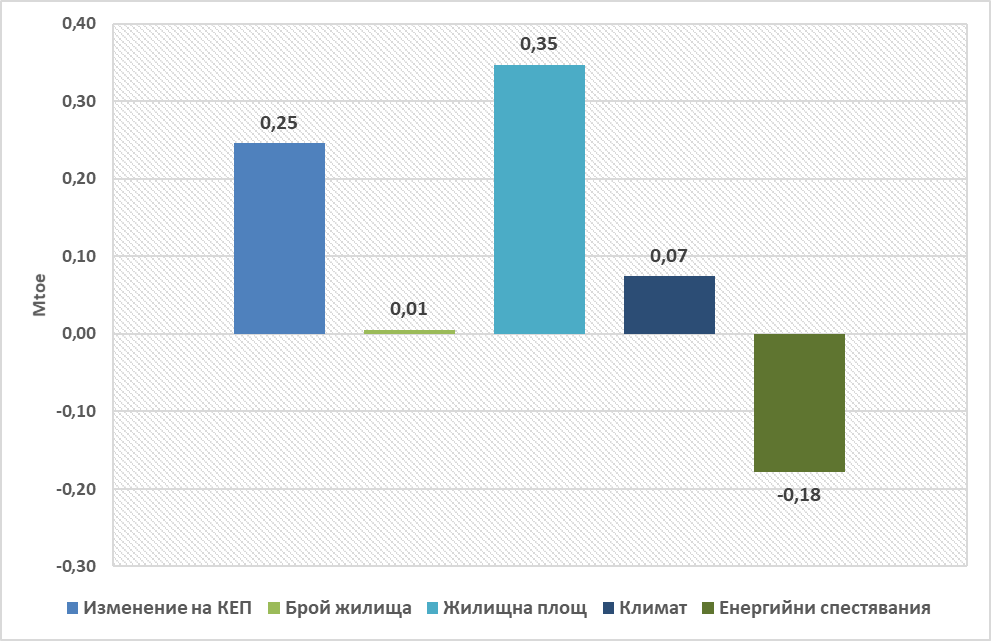 0,40
0,30
0,20
0,10
0,00
-0,10
-0,20
-0,30
Mtoe
0,25
0,01
0,35
0,07
-0,18
Изменение на КЕП
Брой жилища
Жилищна площ
Климат
Енергийни спестявания